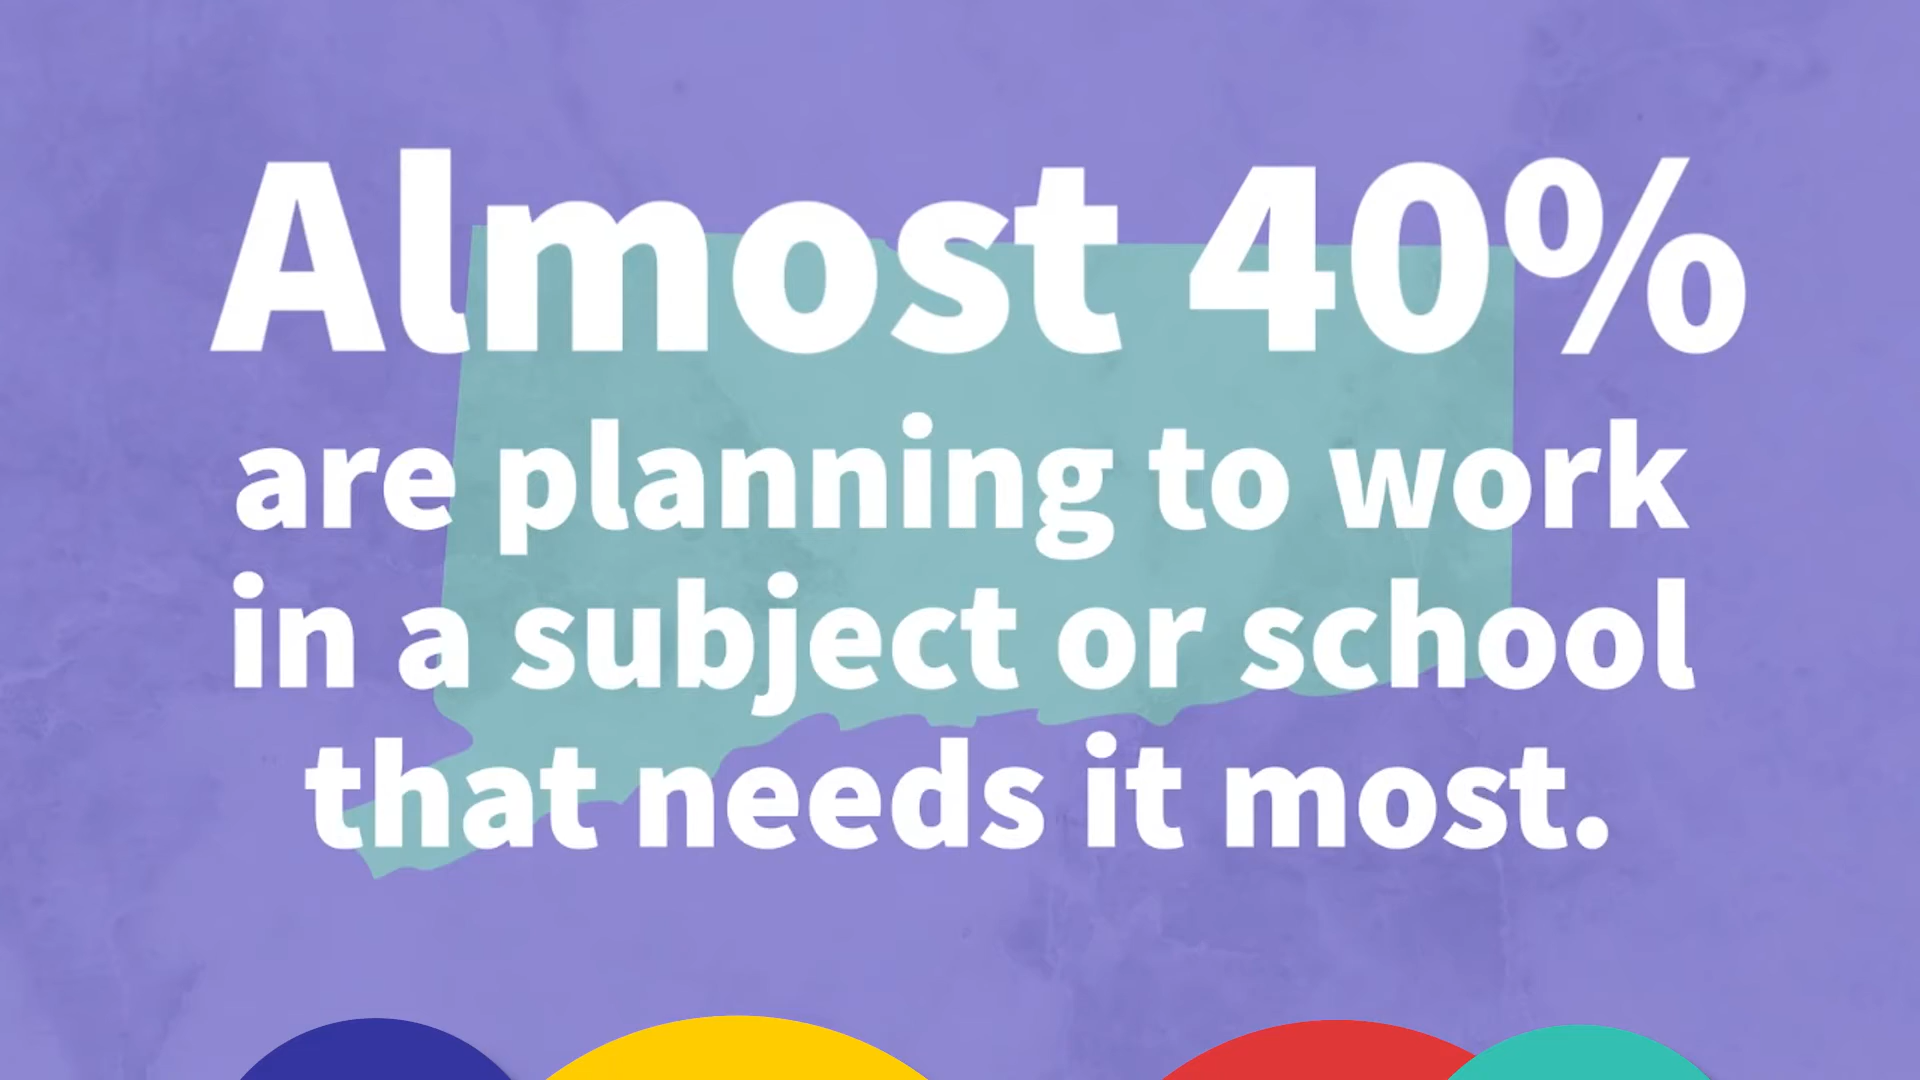 Almost 40%
are planning to work
in a subject or school
that needs it most.